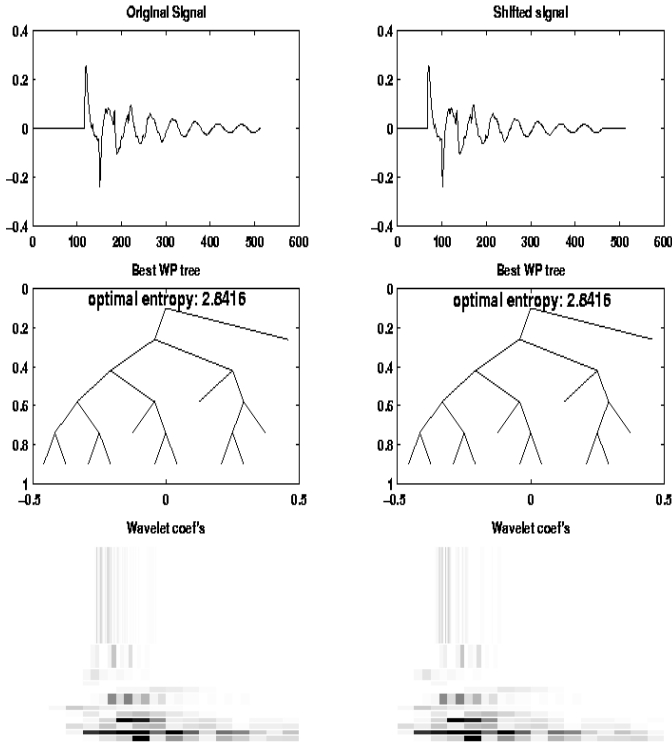 Original Signal
Shifted signal
0.4
0.2
0
−0.2
−0.4
0 100 200 300 400 500 600
0.4
0.2
0
−0.2
−0.4
0 100 200 300 400 500 600
Best WP tree
Best WP tree
optimal entropy: 2.8416
0
0.2
0.4
0.6
0.8
1
−0.5 0 0.5
optimal entropy: 2.8416
0
0.2
0.4
0.6
0.8
1
−0.5 0 0.5
Wavelet coef's
Wavelet coef's